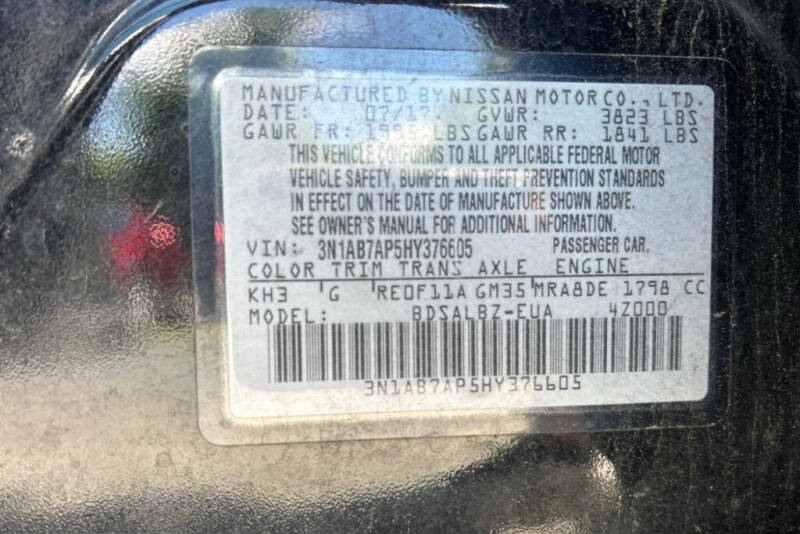 MANUFACTURED BY NISSAN MOTOR CO., LTD.
DATE: 07/17. GVWR: 3823 LBS
GAWR FR: 1995 LBS GAWR RR: 1841 LBS
THIS VEHICLE CONFORMS TO ALL APPLICABLE FEDERAL MOTOR
VEHICLE SAFETY, BUMPER AND THEFT PREVENTION STANDARDS
IN EFFECT ON THE DATE OF MANUFACTURE SHOWN ABOVE.
SEE OWNER'S MANUAL FOR ADDITIONAL INFORMATION.
VIN: 3N1AB7AP5HY376605 PASSENGER CAR.
COLOR TRIM TRANS AXLE ENGINE
KH3 G RE0F11A GM35 MRA8DE 1798 CC
MODEL: BDSALBZ-EUA 4Z000
3N1AB7AP5HY376605